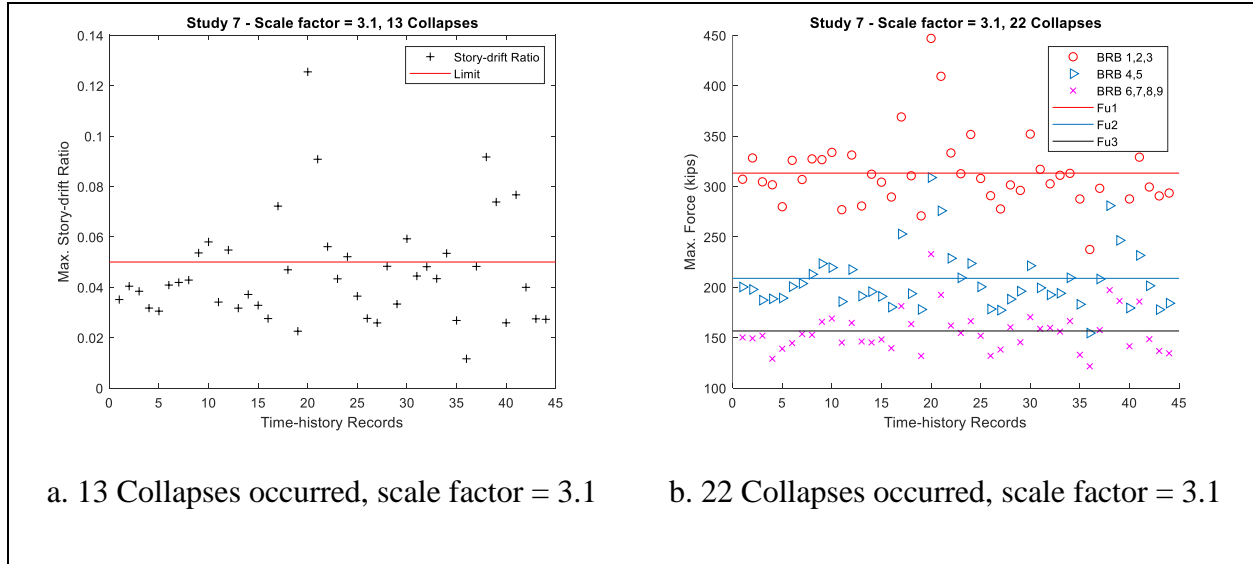 Study 7 - Scale factor = 3.1, 13 Collapses
0.14
0.12
0.1
0.08
0.06
0.04
0.02
0
Max. Story-drift Ratio
Story-drift Ratio
Limit
0 5 10 15 20 25 30 35 40 45
Time-history Records
Study 7 - Scale factor = 3.1, 22 Collapses
450
400
350
300
250
200
150
100
Max. Force (kips)
BRB 1,2,3
BRB 4,5
BRB 6,7,8,9
Fu1
Fu2
Fu3
0 5 10 15 20 25 30 35 40 45
Time-history Records
a. 13 Collapses occurred, scale factor = 3.1
b. 22 Collapses occurred, scale factor = 3.1